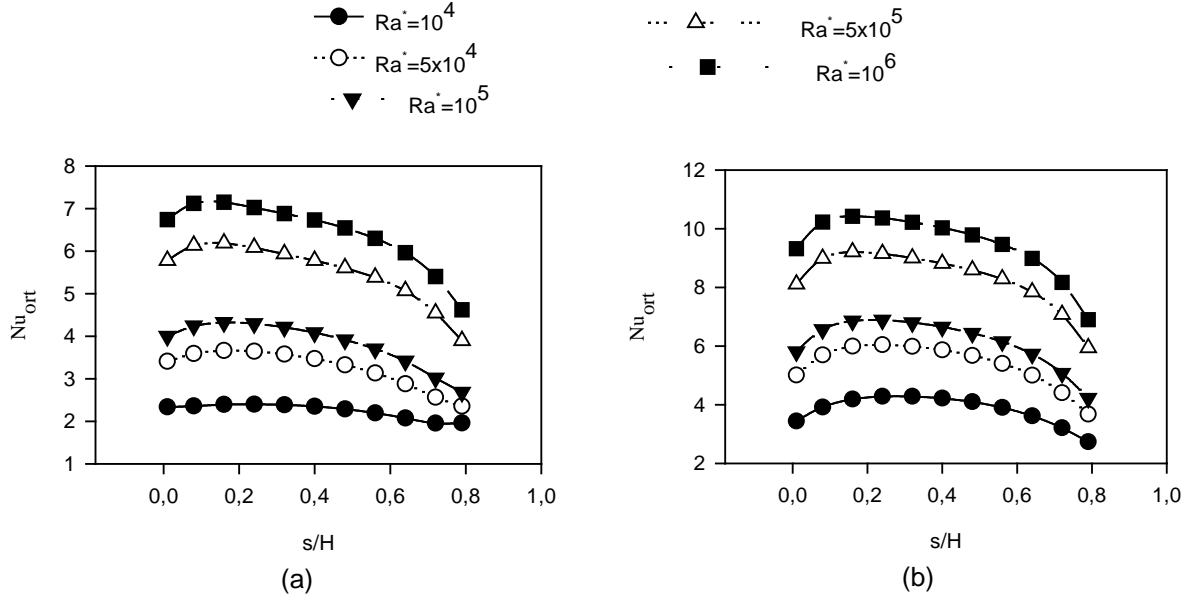 Ra*=10^4
Ra*=5x10^4
Ra*=10^5
Ra*=5x10^5
Ra*=10^6
8
7
6
5
4
3
2
1
Nu_ort
0,0 0,2 0,4 0,6 0,8 1,0
s/H
(a)
12
10
8
6
4
2
Nu_ort
0,0 0,2 0,4 0,6 0,8 1,0
s/H
(b)